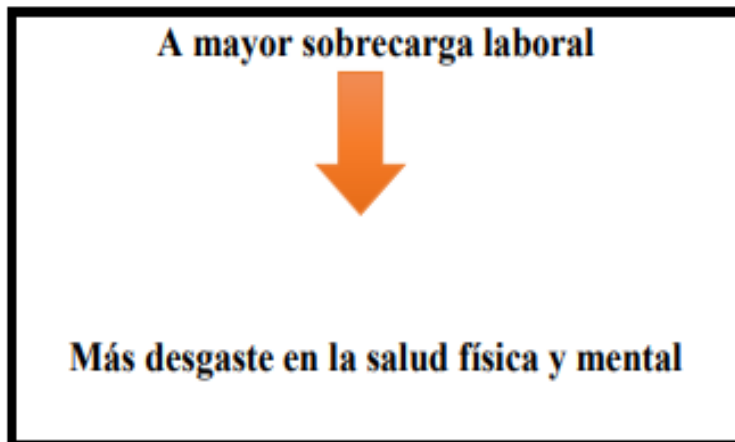 A mayor sobrecarga laboral
Más desgaste en la salud física y mental